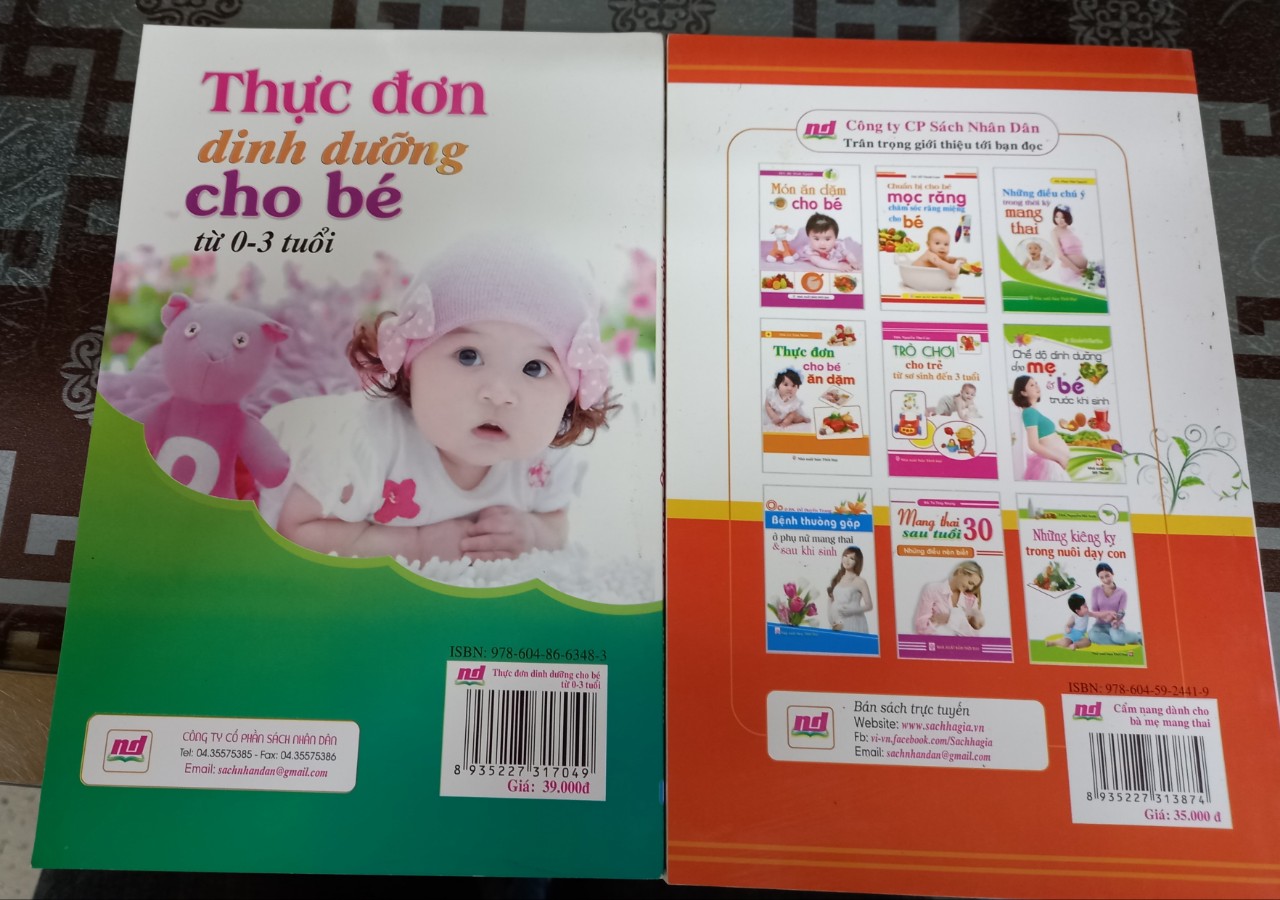 Thực đơn
dinh dưỡng
cho bé
từ 0-3 tuổi
ISBN: 978-604-86-6348-3
nd
Thực đơn dinh dưỡng cho bé
từ 0-3 tuổi
8 935227 317049
Giá: 39.000đ
nd
CÔNG TY CỔ PHẦN SÁCH NHÂN DÂN
Tel: 04.35575385 - Fax: 04.35575386
Email: sachnhandan@gmail.com
nd
Công ty CP Sách Nhân Dân
Trân trọng giới thiệu tới bạn đọc
Món ăn dặm
cho bé
Chuẩn bị cho bé
mọc răng
chăm sóc răng miệng
cho bé
Những điều chú ý
trong thời kỳ
mang
thai
Thực đơn
cho bé
ăn dặm
TRÒ CHƠI
cho trẻ
từ sơ sinh đến 3 tuổi
Chế độ dinh dưỡng
cho mẹ
& bé
trước khi sinh
Bệnh thường gặp
ở phụ nữ mang thai
& sau khi sinh
Mang thai
sau tuổi 30
Những điều nên biết
Những kiêng kỵ
trong nuôi dạy con
nd
Bán sách trực tuyến
Website: www.sachhagia.vn
Fb: vi-vn.facebook.com/Sachhagia
Email: sachnhandan@gmail.com
ISBN: 978-604-59-2441-9
nd
Cẩm nang dành cho
bà mẹ mang thai
8 935227 313874
Giá: 35.000 đ